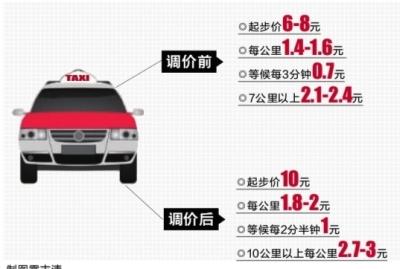 TAXI
调价前
起步价6-8元
每公里1.4-1.6元
等候每3分钟0.7元
7公里以上2.1-2.4元
调价后
起步价10元
每公里1.8-2元
等候每2分半钟1元
10公里以上每公里2.7-3元